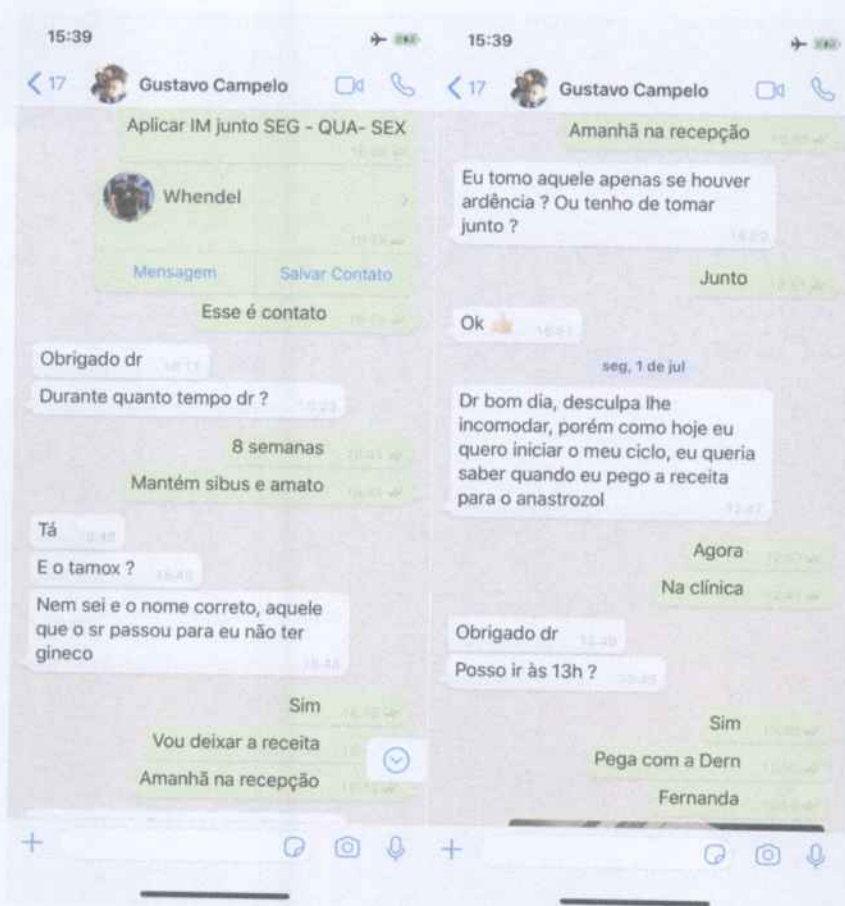 15:39
17
Gustavo Campelo
Aplicar IM junto SEG - QUA- SEX
Whendel
Mensagem
Salvar Contato
Esse é contato
Obrigado dr
Durante quanto tempo dr ?
8 semanas
Mantém sibus e amato
Tá
E o tamox ?
Nem sei e o nome correto, aquele
que o sr passou para eu não ter
gineco
Sim
Vou deixar a receita
Amanhã na recepção
15:39
17
Gustavo Campelo
Amanhã na recepção
Eu tomo aquele apenas se houver
ardência ? Ou tenho de tomar
junto ?
Junto
Ok 👍
seg, 1 de jul
Dr bom dia, desculpa lhe
incomodar, porém como hoje eu
quero iniciar o meu ciclo, eu queria
saber quando eu pego a receita
para o anastrozol
Agora
Na clínica
Obrigado dr
Posso ir às 13h ?
Sim
Pega com a Dern
Fernanda